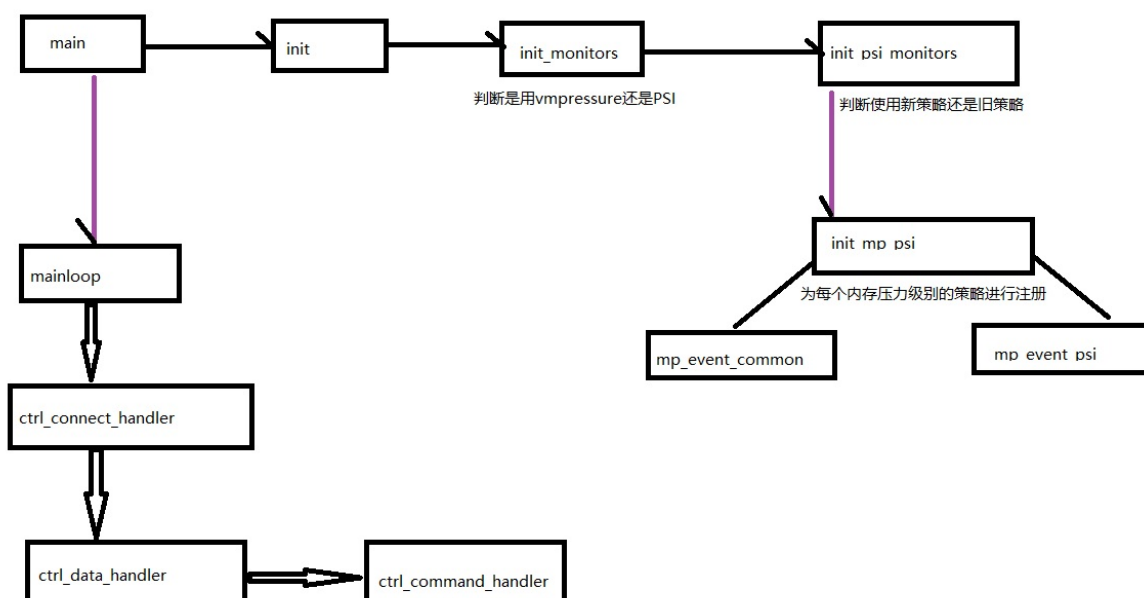 main
init
init_monitors
init_psi_monitors
判断是用vmpressure还是PSI
判断使用新策略还是旧策略
mainloop
init_mp_psi
为每个内存压力级别的策略进行注册
mp_event_common
mp_event_psi
ctrl_connect_handler
ctrl_data_handler
ctrl_command_handler